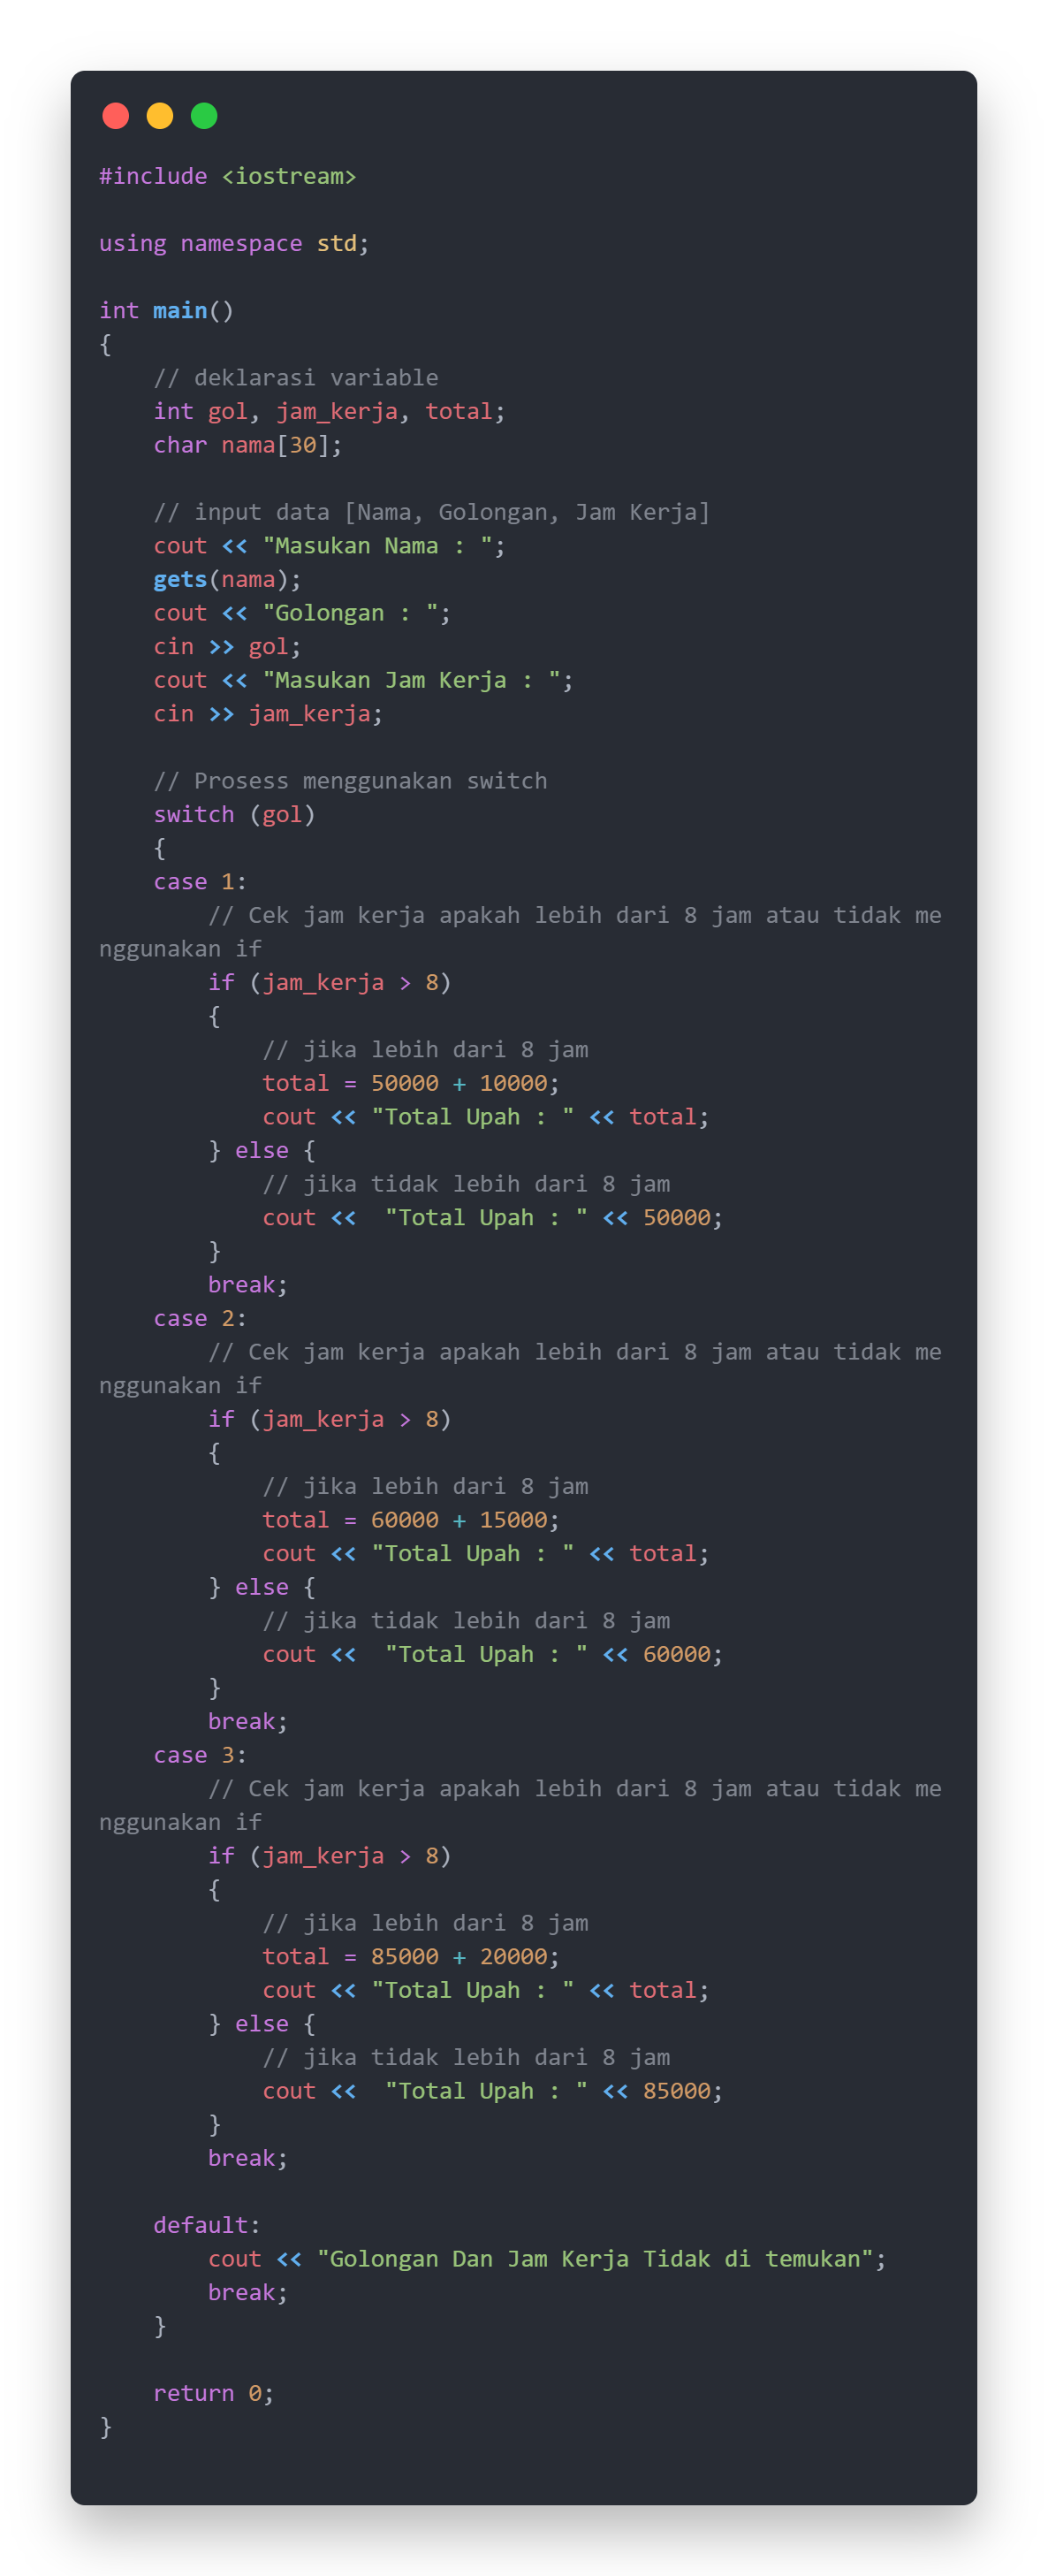 #include <iostream>

using namespace std;

int main()
{
    // deklarasi variable
    int gol, jam_kerja, total;
    char nama[30];

    // input data [Nama, Golongan, Jam Kerja]
    cout << "Masukan Nama : ";
    gets(nama);
    cout << "Golongan : ";
    cin >> gol;
    cout << "Masukan Jam Kerja : ";
    cin >> jam_kerja;

    // Prosess menggunakan switch
    switch (gol)
    {
    case 1:
        // Cek jam kerja apakah lebih dari 8 jam atau tidak me
nggunakan if
        if (jam_kerja > 8)
        {
            // jika lebih dari 8 jam
            total = 50000 + 10000;
            cout << "Total Upah : " << total;
        } else {
            // jika tidak lebih dari 8 jam
            cout <<  "Total Upah : " << 50000;
        }
        break;
    case 2:
        // Cek jam kerja apakah lebih dari 8 jam atau tidak me
nggunakan if
        if (jam_kerja > 8)
        {
            // jika lebih dari 8 jam
            total = 60000 + 15000;
            cout << "Total Upah : " << total;
        } else {
            // jika tidak lebih dari 8 jam
            cout <<  "Total Upah : " << 60000;
        }
        break;
    case 3:
        // Cek jam kerja apakah lebih dari 8 jam atau tidak me
nggunakan if
        if (jam_kerja > 8)
        {
            // jika lebih dari 8 jam
            total = 85000 + 20000;
            cout << "Total Upah : " << total;
        } else {
            // jika tidak lebih dari 8 jam
            cout <<  "Total Upah : " << 85000;
        }
        break;

    default:
        cout << "Golongan Dan Jam Kerja Tidak di temukan";
        break;
    }

    return 0;
}